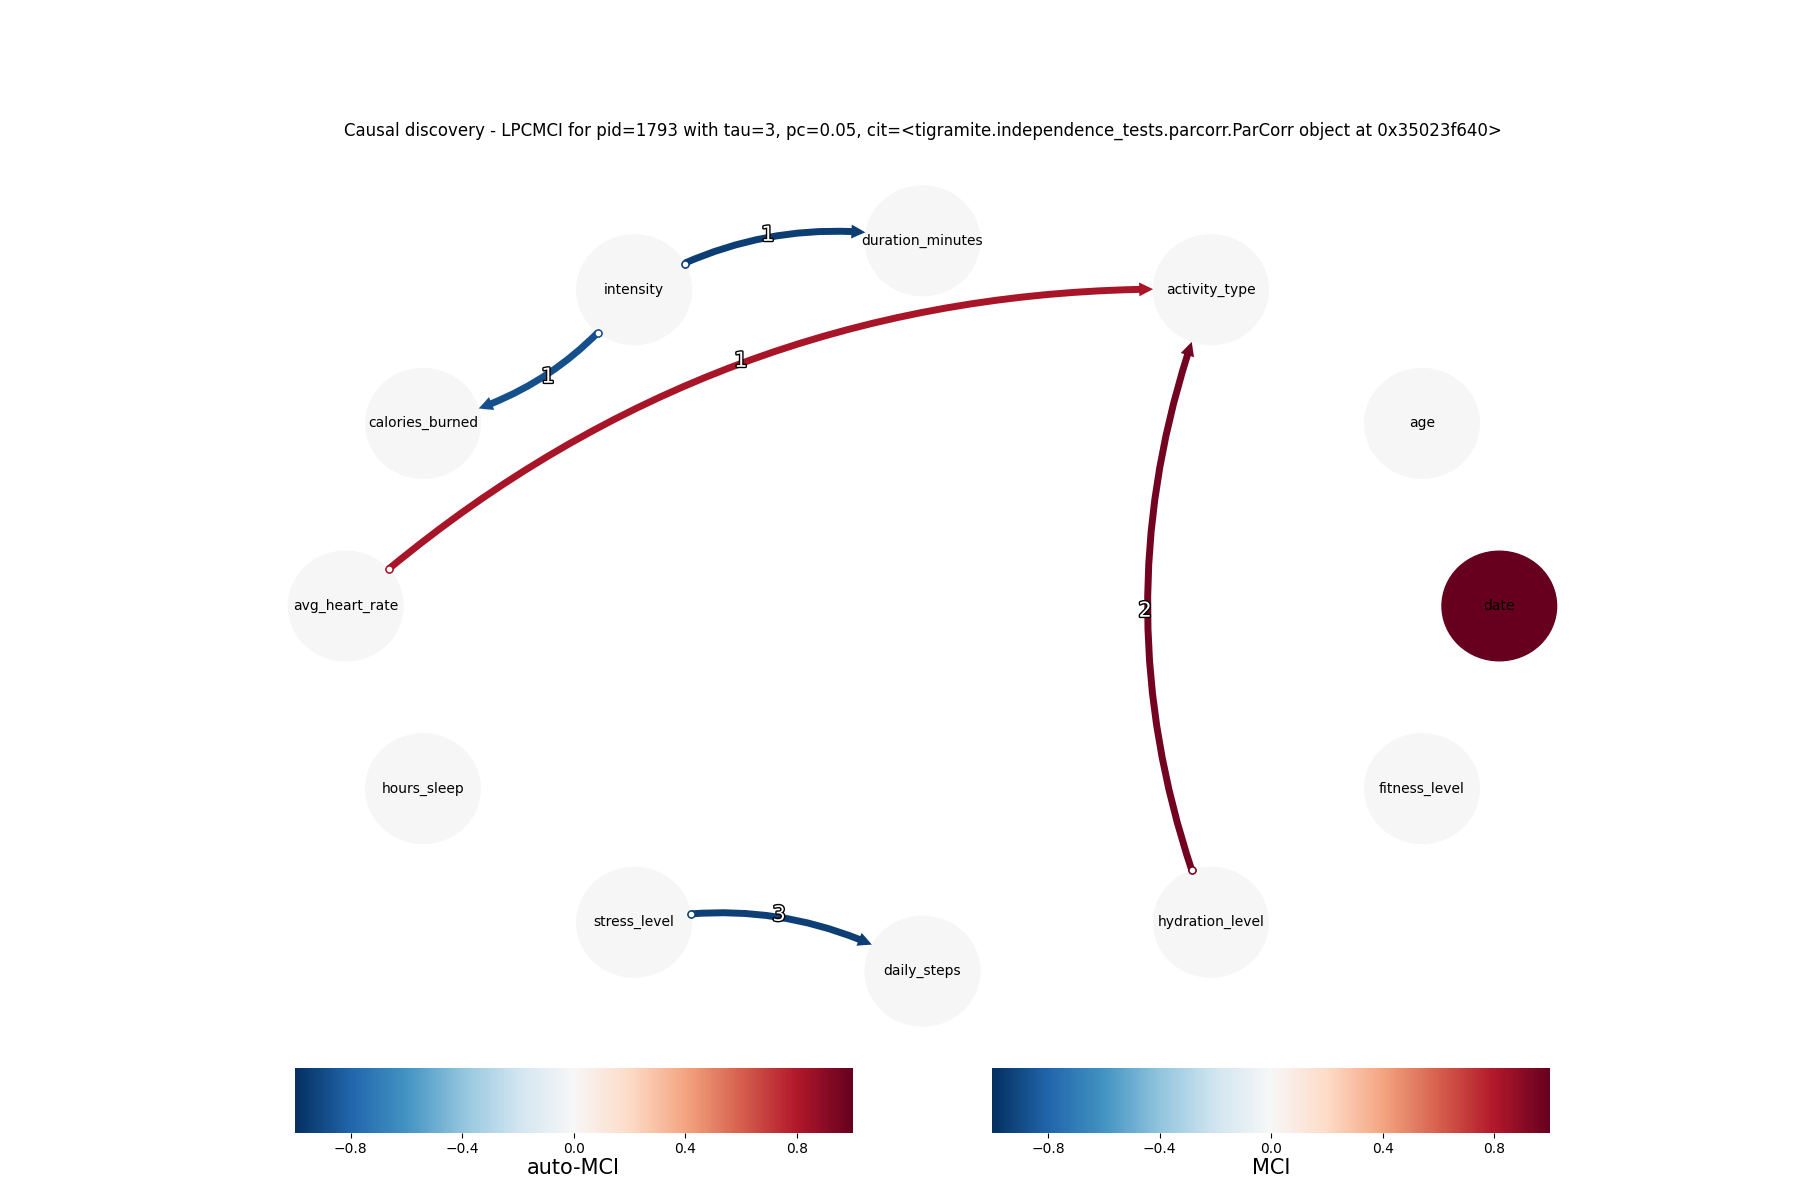 Causal discovery - LPCMCI for pid=1793 with tau=3, pc=0.05, cit=<tigramite.independence_tests.parcorr.ParCorr object at 0x35023f640>
1
duration_minutes
intensity
activity_type
1
1
calories_burned
age
avg_heart_rate
2
date
hours_sleep
fitness_level
3
stress_level
hydration_level
daily_steps
−0.8 −0.4 0.0 0.4 0.8
auto-MCI
−0.8 −0.4 0.0 0.4 0.8
MCI